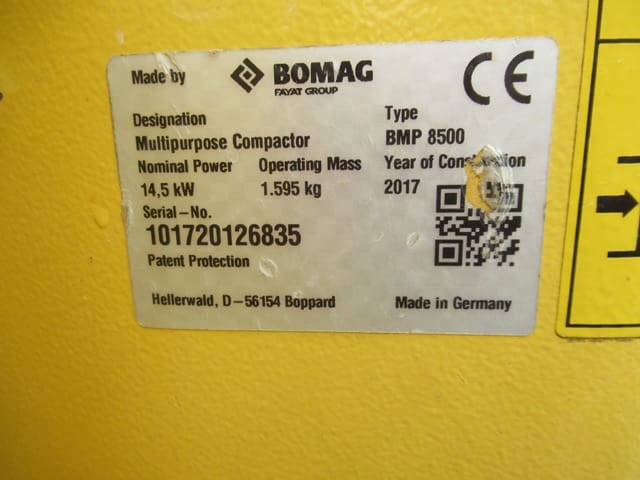 Made by BOMAG CE
FAYAT GROUP
Designation Type
Multipurpose Compactor BMP 8500
Nominal Power Operating Mass Year of Construction
14,5 kW 1.595 kg 2017
Serial-No.
101720126835
Patent Protection
Hellerwald, D-56154 Boppard Made in Germany